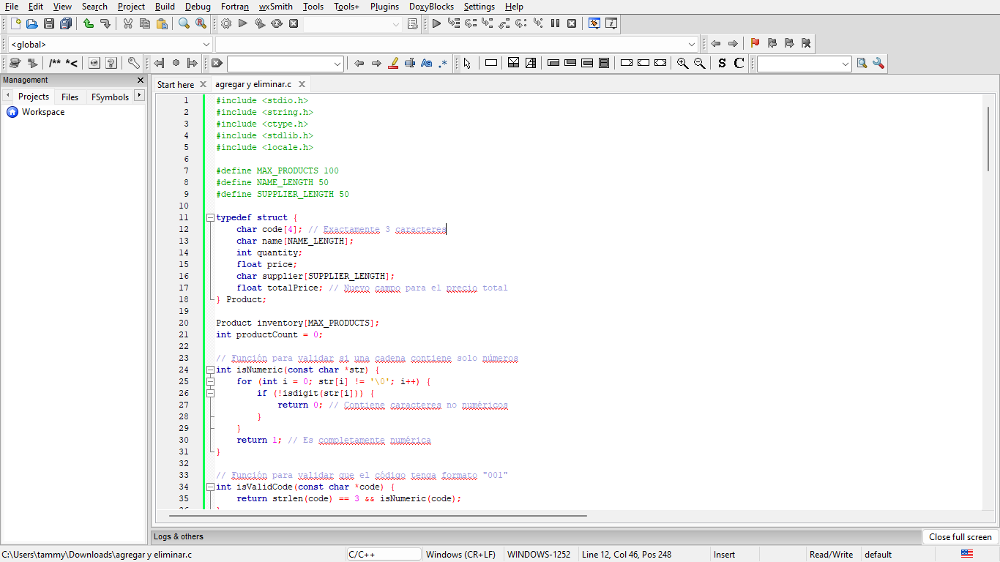 File Edit View Search Project Build Debug Fortran wxSmith Tools Tools+ Plugins DoxyBlocks Settings Help
<global>
/** *<
Aa .* S C
Management
Start here agregar y eliminar.c
Projects Files FSymbols
Workspace
1 #include <stdio.h>
2 #include <string.h>
3 #include <ctype.h>
4 #include <stdlib.h>
5 #include <locale.h>
6
7 #define MAX_PRODUCTS 100
8 #define NAME_LENGTH 50
9 #define SUPPLIER_LENGTH 50
10
11 typedef struct {
12 char code[4]; // Exactamente 3 caracteres
13 char name[NAME_LENGTH];
14 int quantity;
15 float price;
16 char supplier[SUPPLIER_LENGTH];
17 float totalPrice; // Nuevo campo para el precio total
18 } Product;
19
20 Product inventory[MAX_PRODUCTS];
21 int productCount = 0;
22
23 // Función para validar si una cadena contiene solo números
24 int isNumeric(const char *str) {
25 for (int i = 0; str[i] != '\0'; i++) {
26 if (!isdigit(str[i])) {
27 return 0; // Contiene caracteres no numéricos
28 }
29 }
30 return 1; // Es completamente numérica
31 }
32
33 // Función para validar que el código tenga formato "001"
34 int isValidCode(const char *code) {
35 return strlen(code) == 3 && isNumeric(code);
Logs & others
Close full screen
C:\Users\tammy\Downloads\agregar y eliminar.c C/C++ Windows (CR+LF) WINDOWS-1252 Line 12, Col 46, Pos 248 Insert Read/Write default